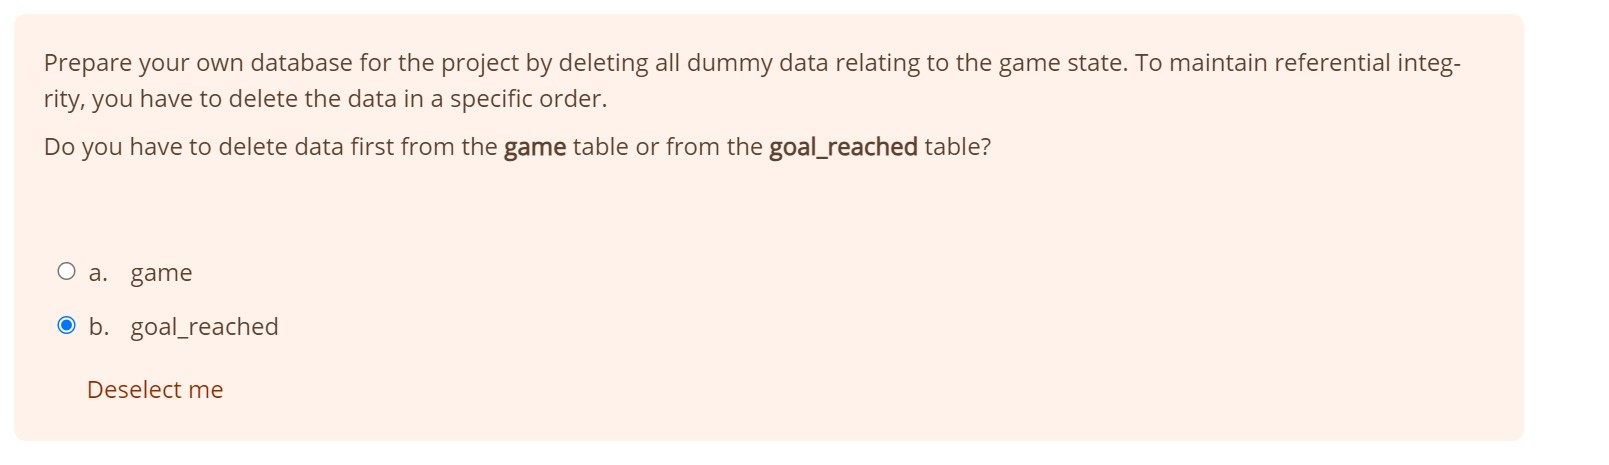 Prepare your own database for the project by deleting all dummy data relating to the game state. To maintain referential integ-
rity, you have to delete the data in a specific order.
Do you have to delete data first from the game table or from the goal_reached table?
a. game
b. goal_reached
Deselect me